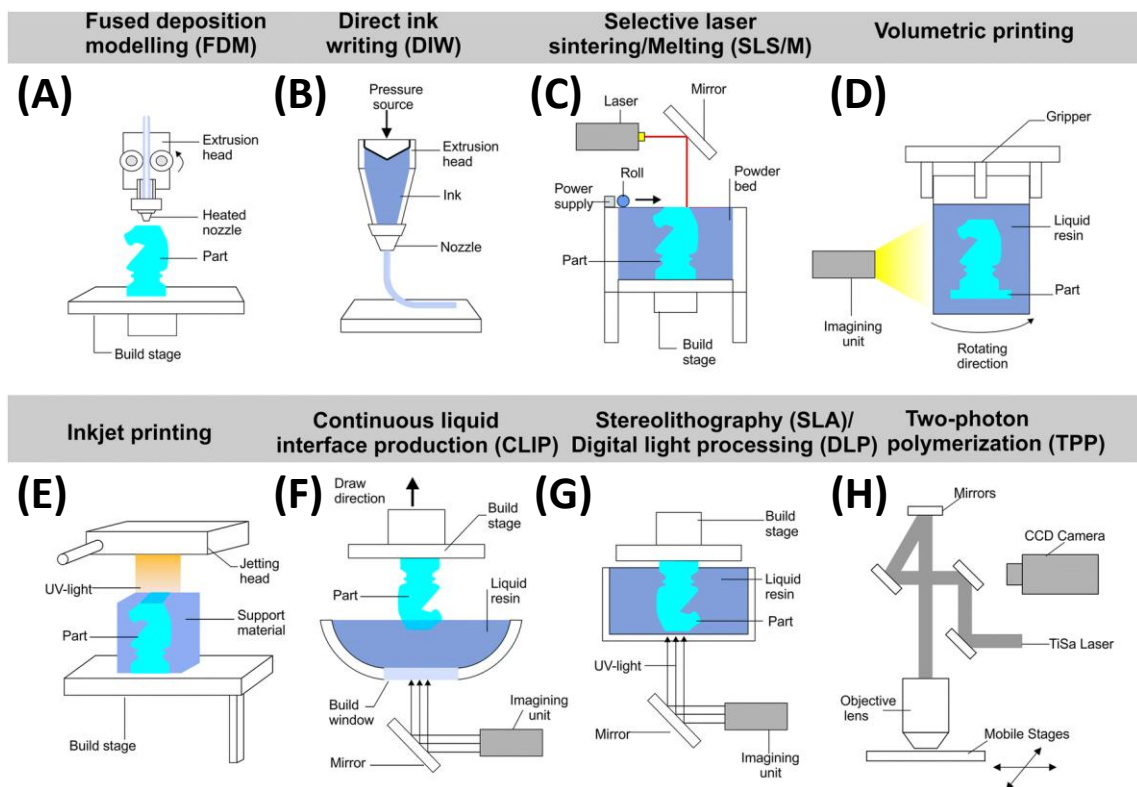 Fused deposition
modelling (FDM)
Direct ink
writing (DIW)
Selective laser
sintering/Melting (SLS/M)
Volumetric printing
(A)
Extrusion
head
Heated
nozzle
Part
Build stage
(B)
Pressure
source
Extrusion
head
Ink
Nozzle
(C)
Laser
Mirror
Power
supply
Roll
Powder
bed
Part
Build
stage
(D)
Gripper
Liquid
resin
Part
Imagining
unit
Rotating
direction
Inkjet printing
Continuous liquid
interface production (CLIP)
Stereolithography (SLA)/
Digital light processing (DLP)
Two-photon
polymerization (TPP)
(E)
Jetting
head
UV-light
Part
Support
material
Build stage
(F)
Draw
direction
Build
stage
Part
Liquid
resin
Build
window
Imagining
unit
Mirror
(G)
Build
stage
Liquid
resin
Part
UV-light
Mirror
Imagining
unit
(H)
Mirrors
CCD Camera
TiSa Laser
Objective
lens
Mobile Stages